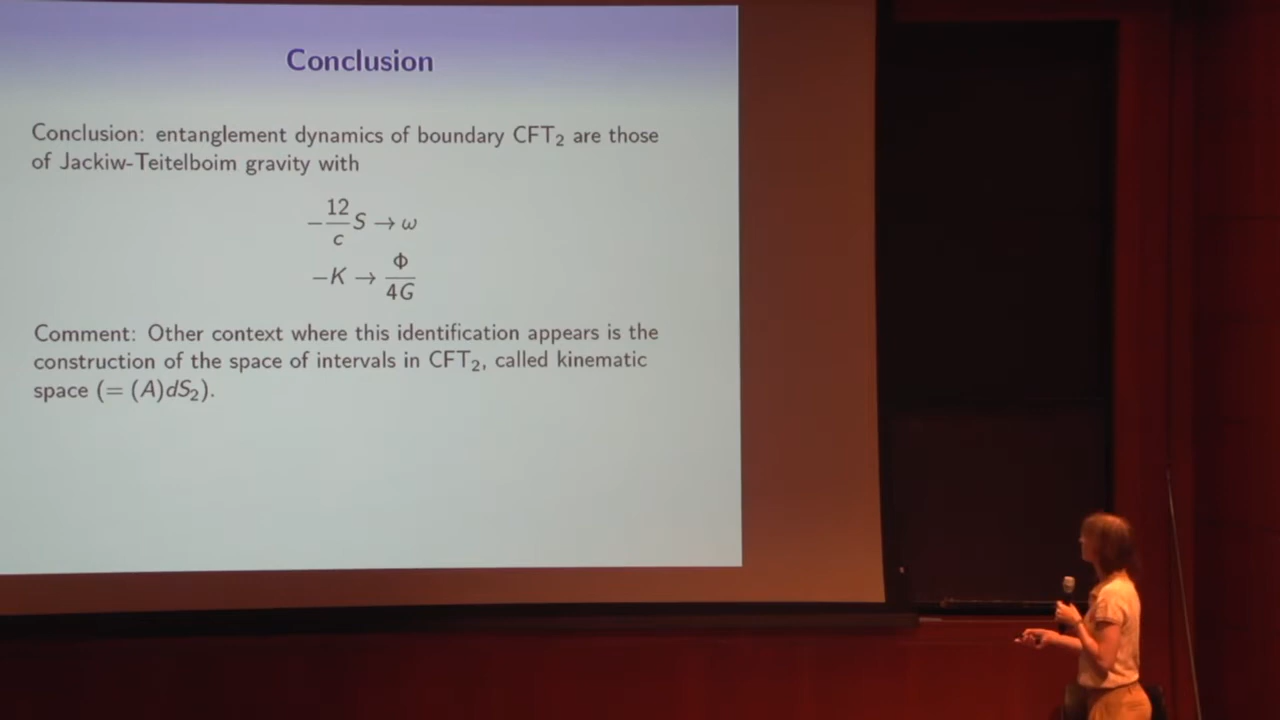 Conclusion
Conclusion: entanglement dynamics of boundary CFT₂ are those
of Jackiw-Teitelboim gravity with
−12/c S → ω
−K → Φ/4G
Comment: Other context where this identification appears is the
construction of the space of intervals in CFT₂, called kinematic
space (= (A)dS₂).